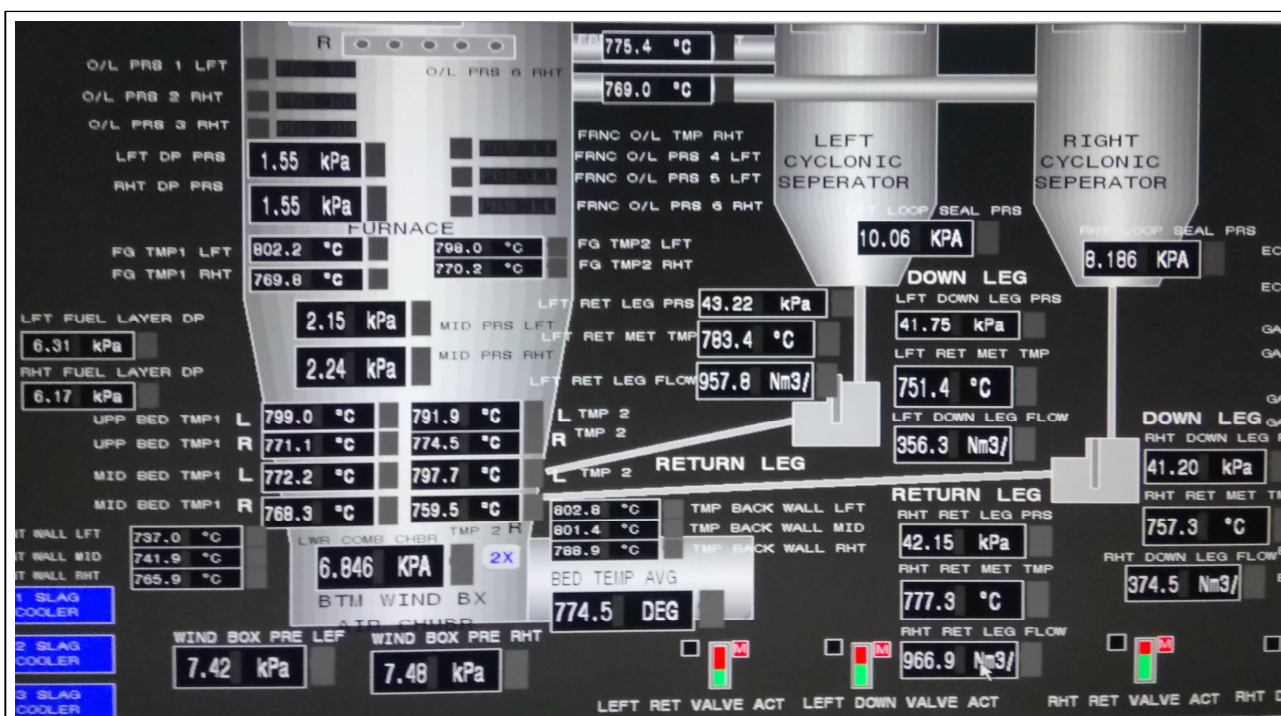 R
775.4 °C
O/L PRS 1 LFT
O/L PRS 6 RHT
769.0 °C
O/L PRS 2 RHT
O/L PRS 3 RHT
FRNC O/L TMP RHT
LEFT CYCLONIC SEPERATOR
RIGHT CYCLONIC SEPERATOR
LFT DP PRS 1.55 kPa
FRNC O/L PRS 4 LFT
FRNC O/L PRS 5 LFT
RHT DP PRS 1.55 kPa
FRNC O/L PRS 6 RHT
FURNACE
LOOP SEAL PRS
10.06 KPA
RHT LOOP SEAL PRS
8.186 KPA
FG TMP1 LFT 802.2 °C 798.0 °C FG TMP2 LFT
FG TMP1 RHT 769.8 °C 770.2 °C FG TMP2 RHT
DOWN LEG
LFT DOWN LEG PRS
41.75 kPa
LFT RET LEG PRS 43.22 kPa
LFT FUEL LAYER DP
6.31 kPa
2.15 kPa MID PRS LFT
LFT RET MET TMP 783.4 °C
LFT RET MET TMP
751.4 °C
RHT FUEL LAYER DP
6.17 kPa
2.24 kPa MID PRS RHT
LFT RET LEG FLOW 957.8 Nm3/
LFT DOWN LEG FLOW
356.3 Nm3/
UPP BED TMP1 L 799.0 °C 791.9 °C L TMP 2
UPP BED TMP1 R 771.1 °C 774.5 °C R TMP 2
MID BED TMP1 L 772.2 °C 797.7 °C L TMP 2
MID BED TMP1 R 768.3 °C 759.5 °C
TMP 2 R
RETURN LEG
DOWN LEG
RHT DOWN LEG
41.20 kPa
RHT RET MET
757.3 °C
RHT DOWN LEG FLOW
374.5 Nm3/
RETURN LEG
RHT RET LEG PRS
42.15 kPa
RHT RET MET TMP
777.3 °C
RHT RET LEG FLOW
966.9 Nm3/
802.8 °C TMP BACK WALL LFT
801.4 °C TMP BACK WALL MID
788.9 °C TMP BACK WALL RHT
WALL LFT 737.0 °C
WALL MID 741.9 °C
WALL RHT 765.9 °C
LWR COMB CHBR
6.846 KPA
2X
BTM WIND BX
AIR CHMBR
BED TEMP AVG
774.5 DEG
1 SLAG COOLER
2 SLAG COOLER
3 SLAG COOLER
WIND BOX PRE LEF
7.42 kPa
WIND BOX PRE RHT
7.48 kPa
M
M
M
LEFT RET VALVE ACT
LEFT DOWN VALVE ACT
RHT RET VALVE ACT
RHT